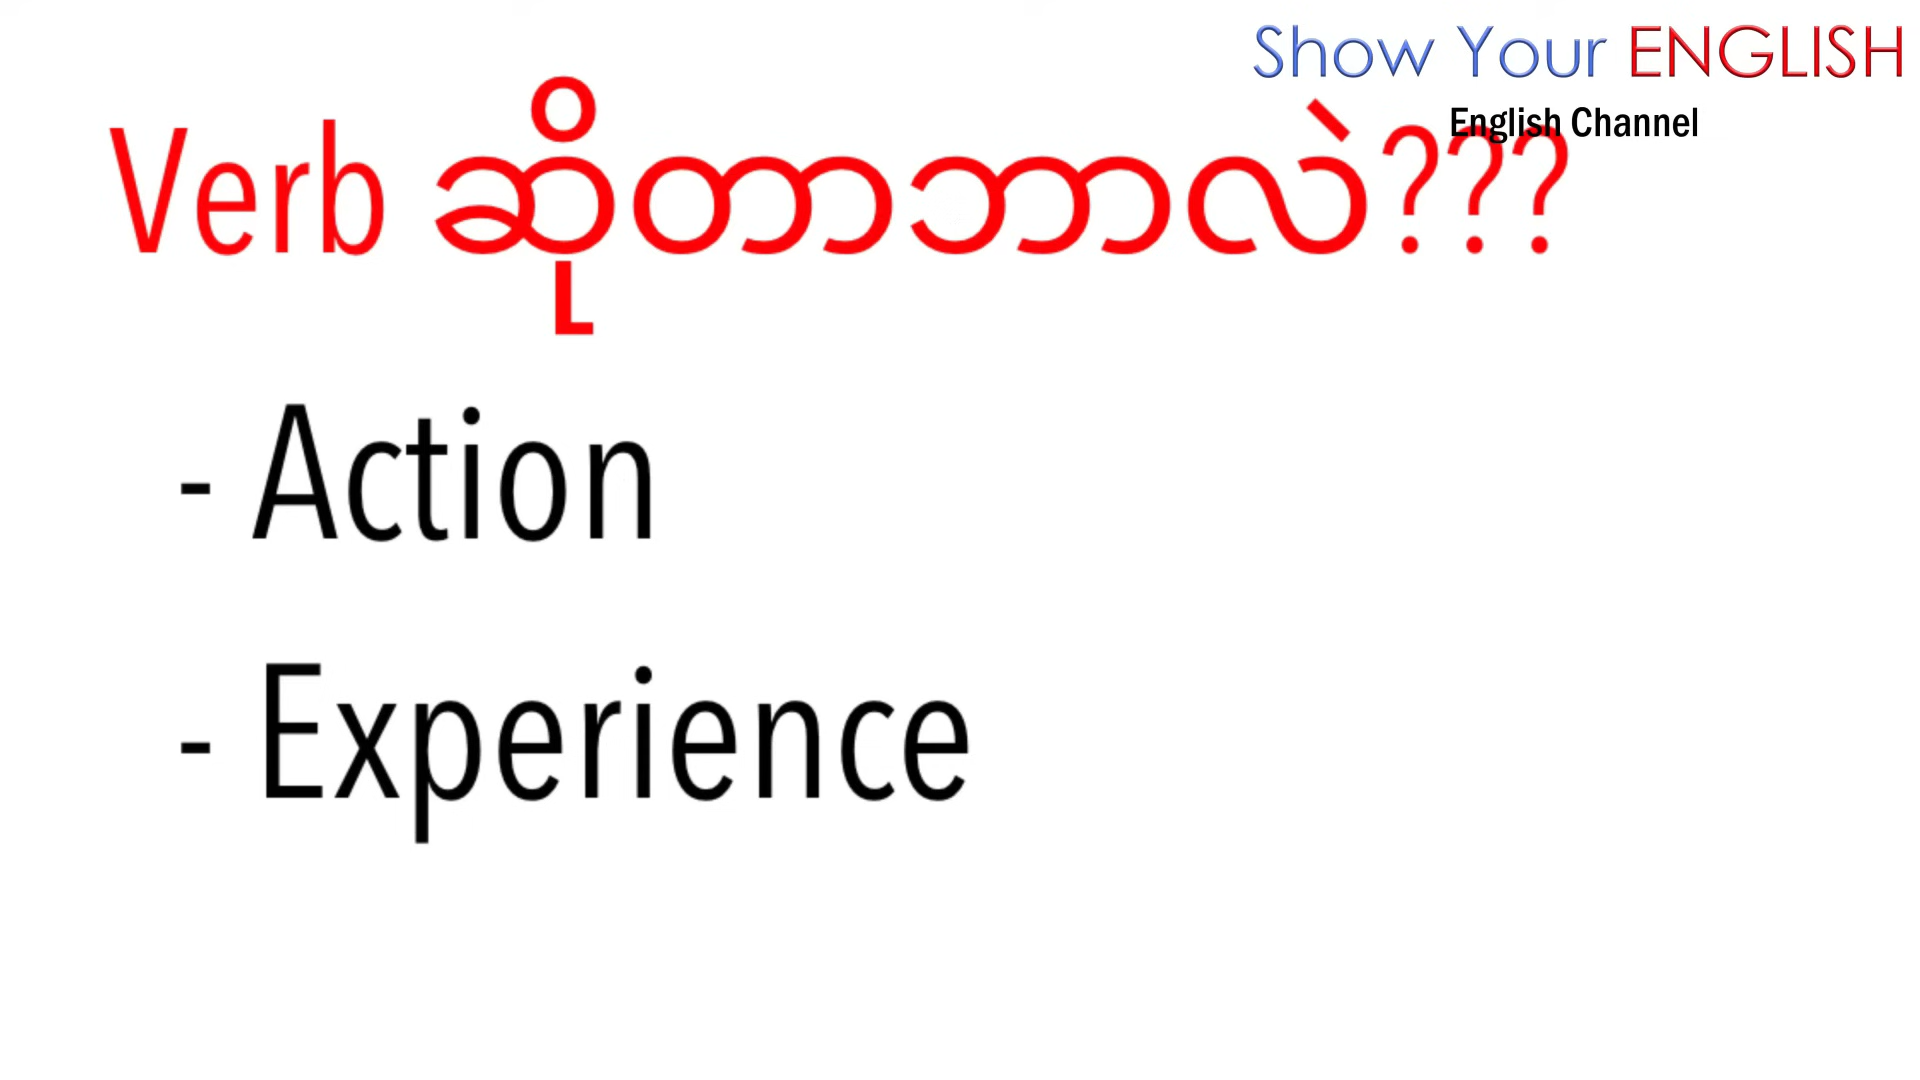 Show Your ENGLISH
English Channel
Verb ဆိုတာဘာလဲ???
- Action
- Experience